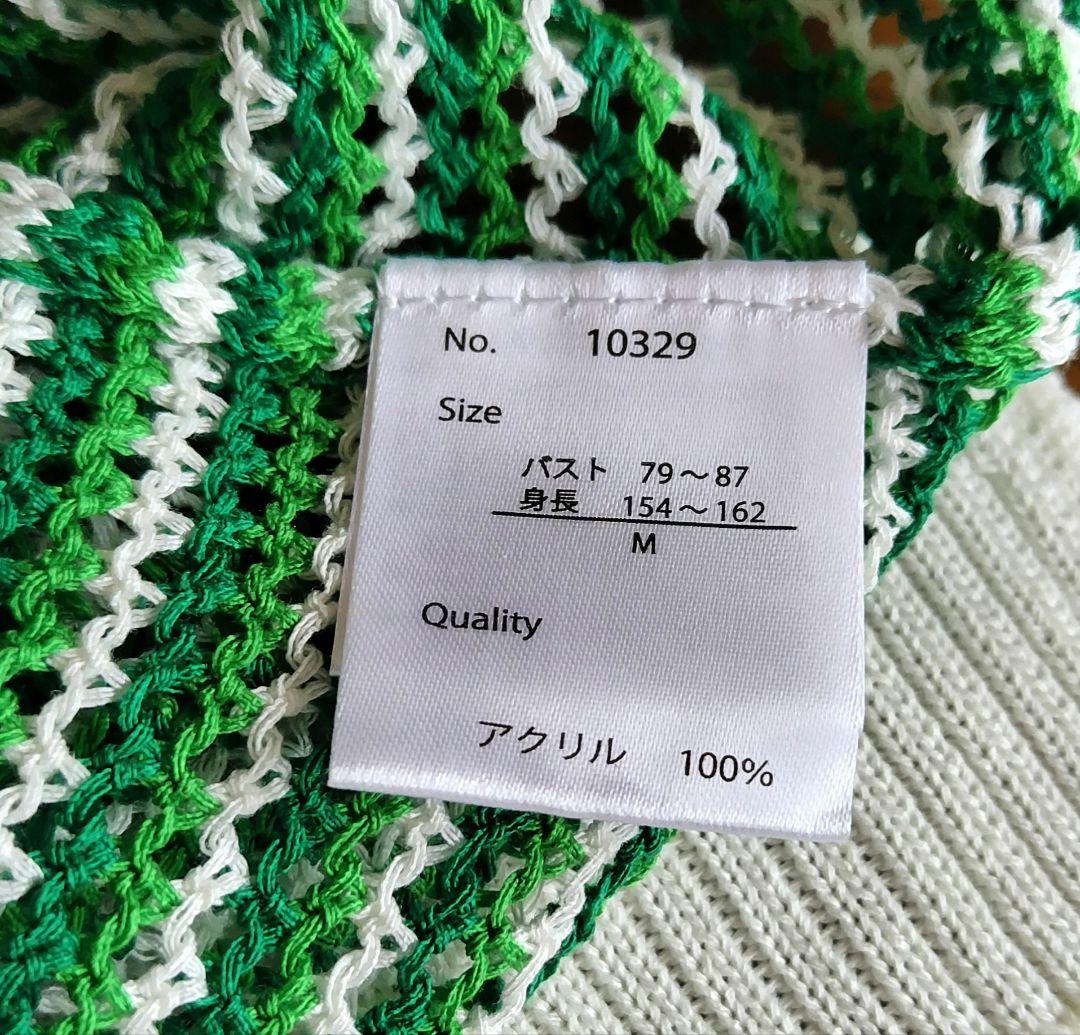 No. 10329
Size
バスト 79～87
身長 154～162
M
Quality
アクリル 100%